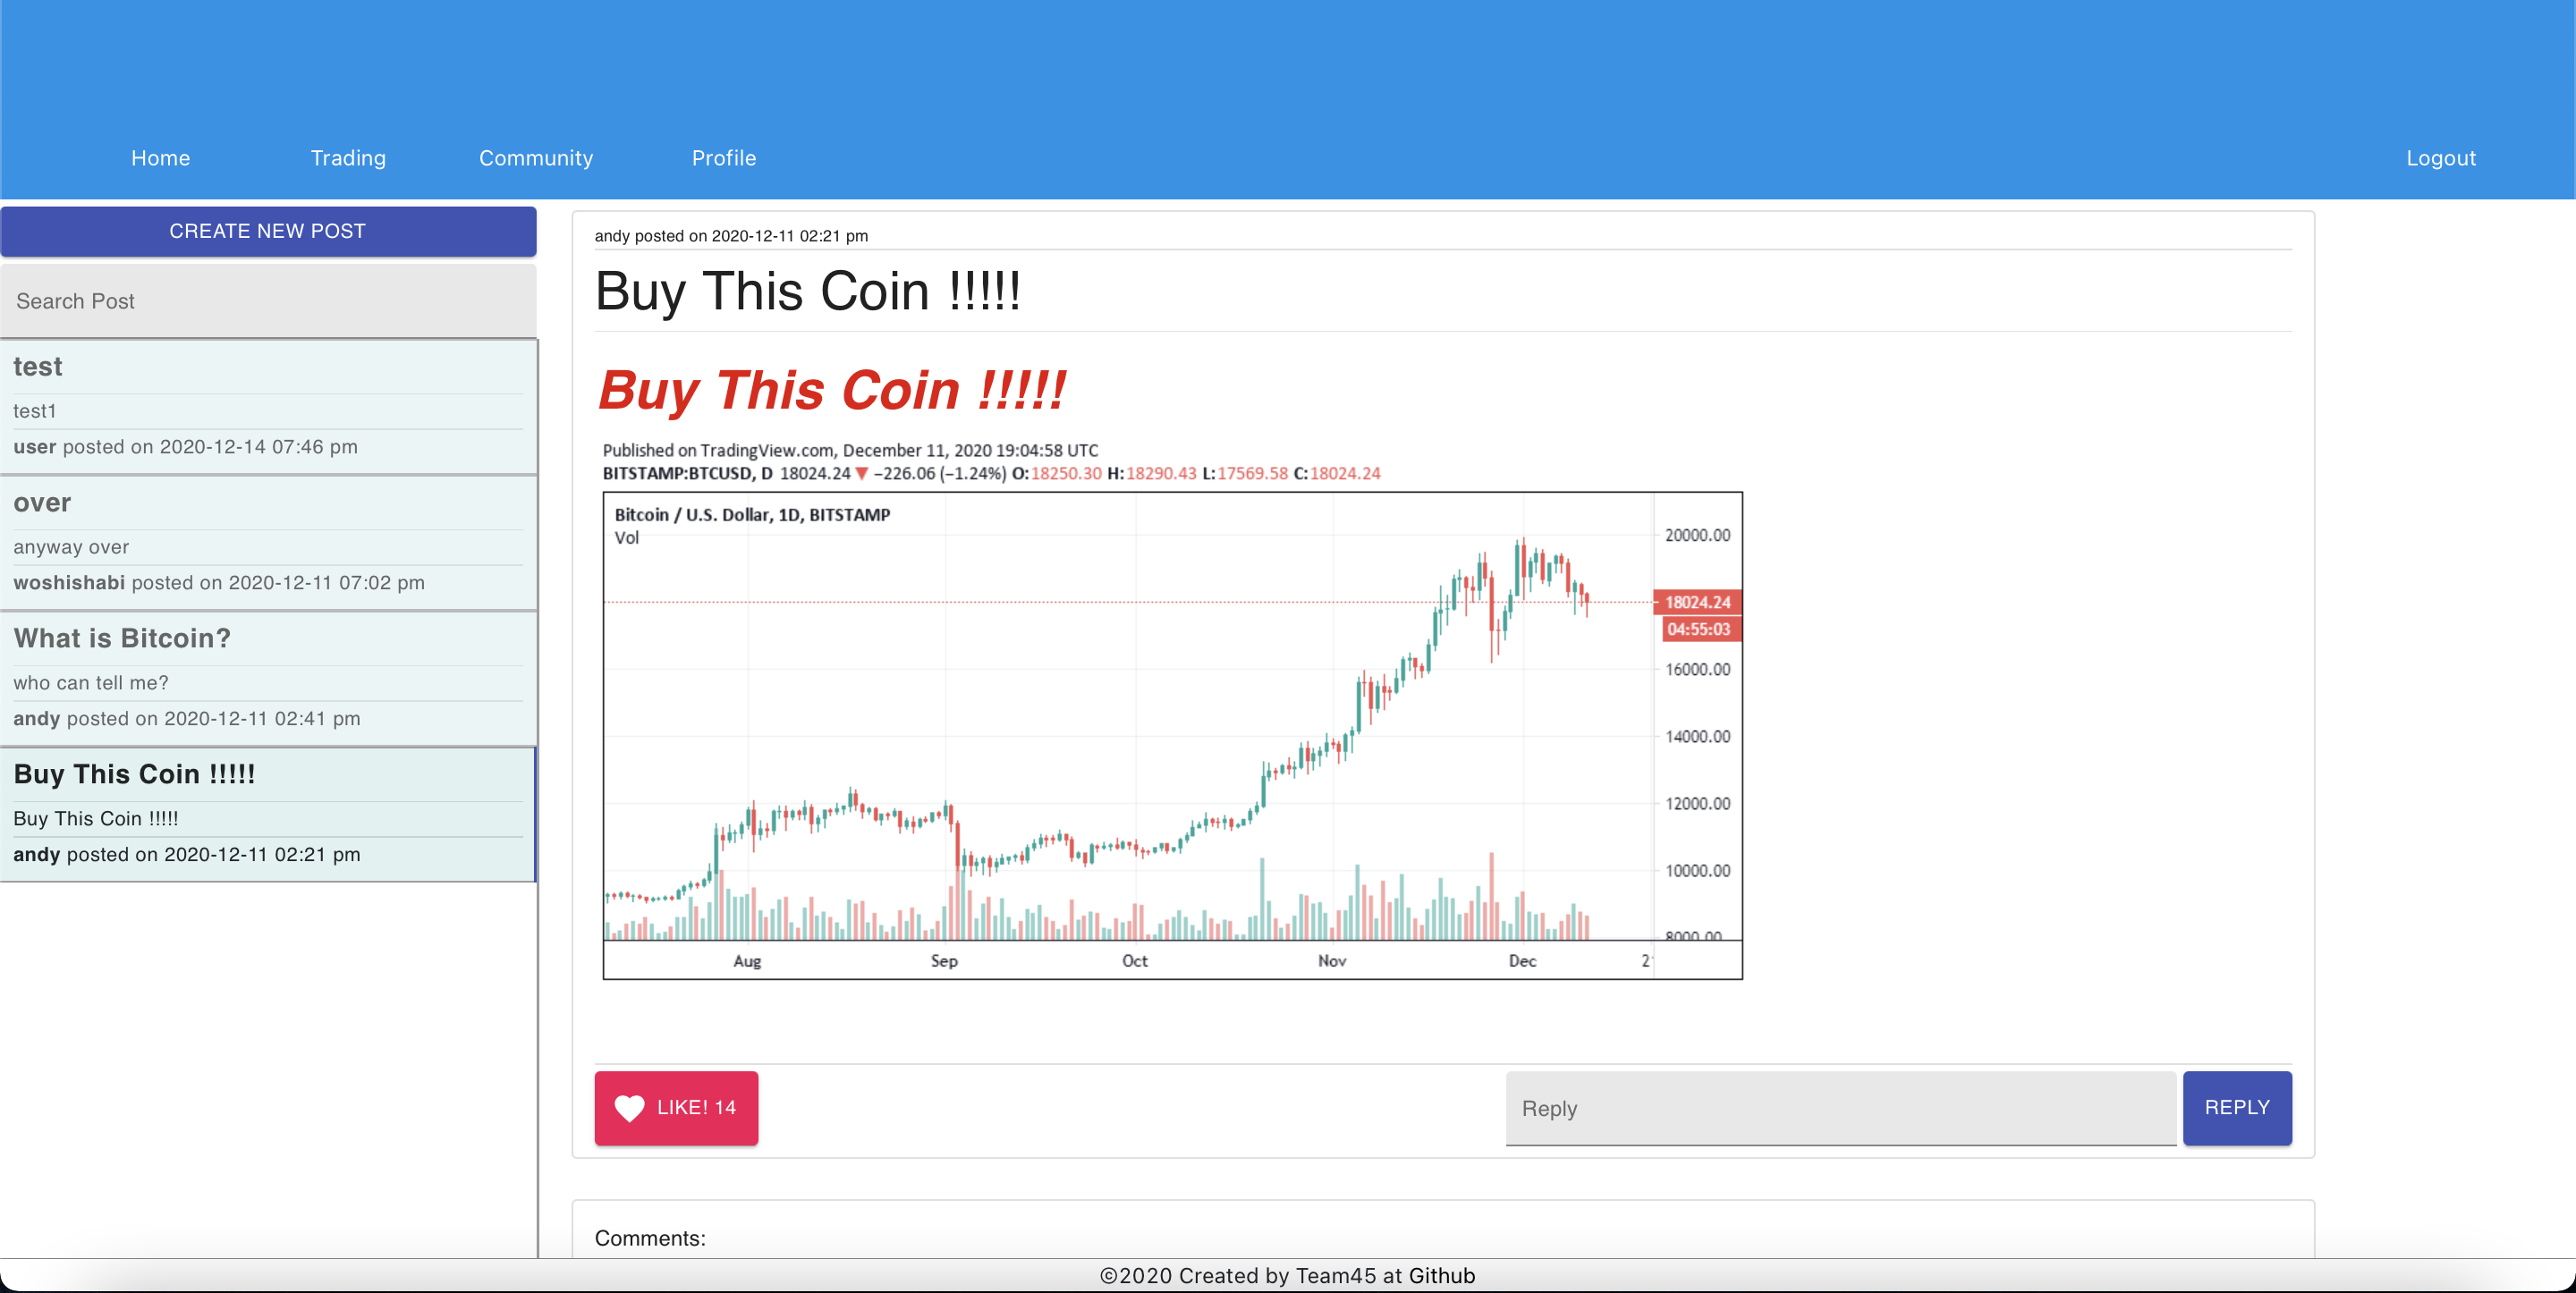 Home Trading Community Profile Logout
CREATE NEW POST
Search Post
test
test1
user posted on 2020-12-14 07:46 pm
over
anyway over
woshishabi posted on 2020-12-11 07:02 pm
What is Bitcoin?
who can tell me?
andy posted on 2020-12-11 02:41 pm
Buy This Coin !!!!!
Buy This Coin !!!!!
andy posted on 2020-12-11 02:21 pm
andy posted on 2020-12-11 02:21 pm
Buy This Coin !!!!!
Buy This Coin !!!!!
Published on TradingView.com, December 11, 2020 19:04:58 UTC
BITSTAMP:BTCUSD, D 18024.24 ▼ −226.06 (−1.24%) O:18250.30 H:18290.43 L:17569.58 C:18024.24
Bitcoin / U.S. Dollar, 1D, BITSTAMP
Vol
20000.00
18024.24
04:55:03
16000.00
14000.00
12000.00
10000.00
8000.00
Aug Sep Oct Nov Dec
LIKE! 14
Reply
REPLY
Comments:
©2020 Created by Team45 at Github